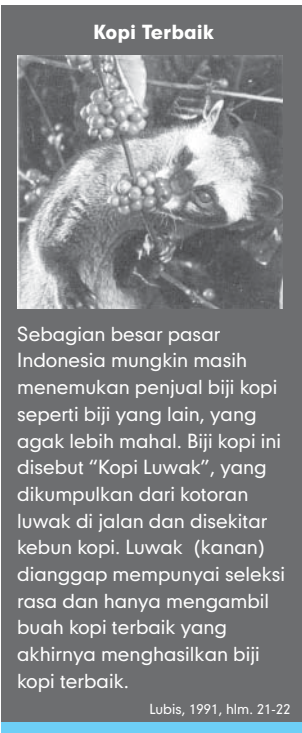 Kopi Terbaik
Sebagian besar pasar
Indonesia mungkin masih
menemukan penjual biji kopi
seperti biji yang lain, yang
agak lebih mahal. Biji kopi ini
disebut “Kopi Luwak”, yang
dikumpulkan dari kotoran
luwak di jalan dan disekitar
kebun kopi. Luwak (kanan)
dianggap mempunyai seleksi
rasa dan hanya mengambil
buah kopi terbaik yang
akhirnya menghasilkan biji
kopi terbaik.
Lubis, 1991, hlm. 21-22